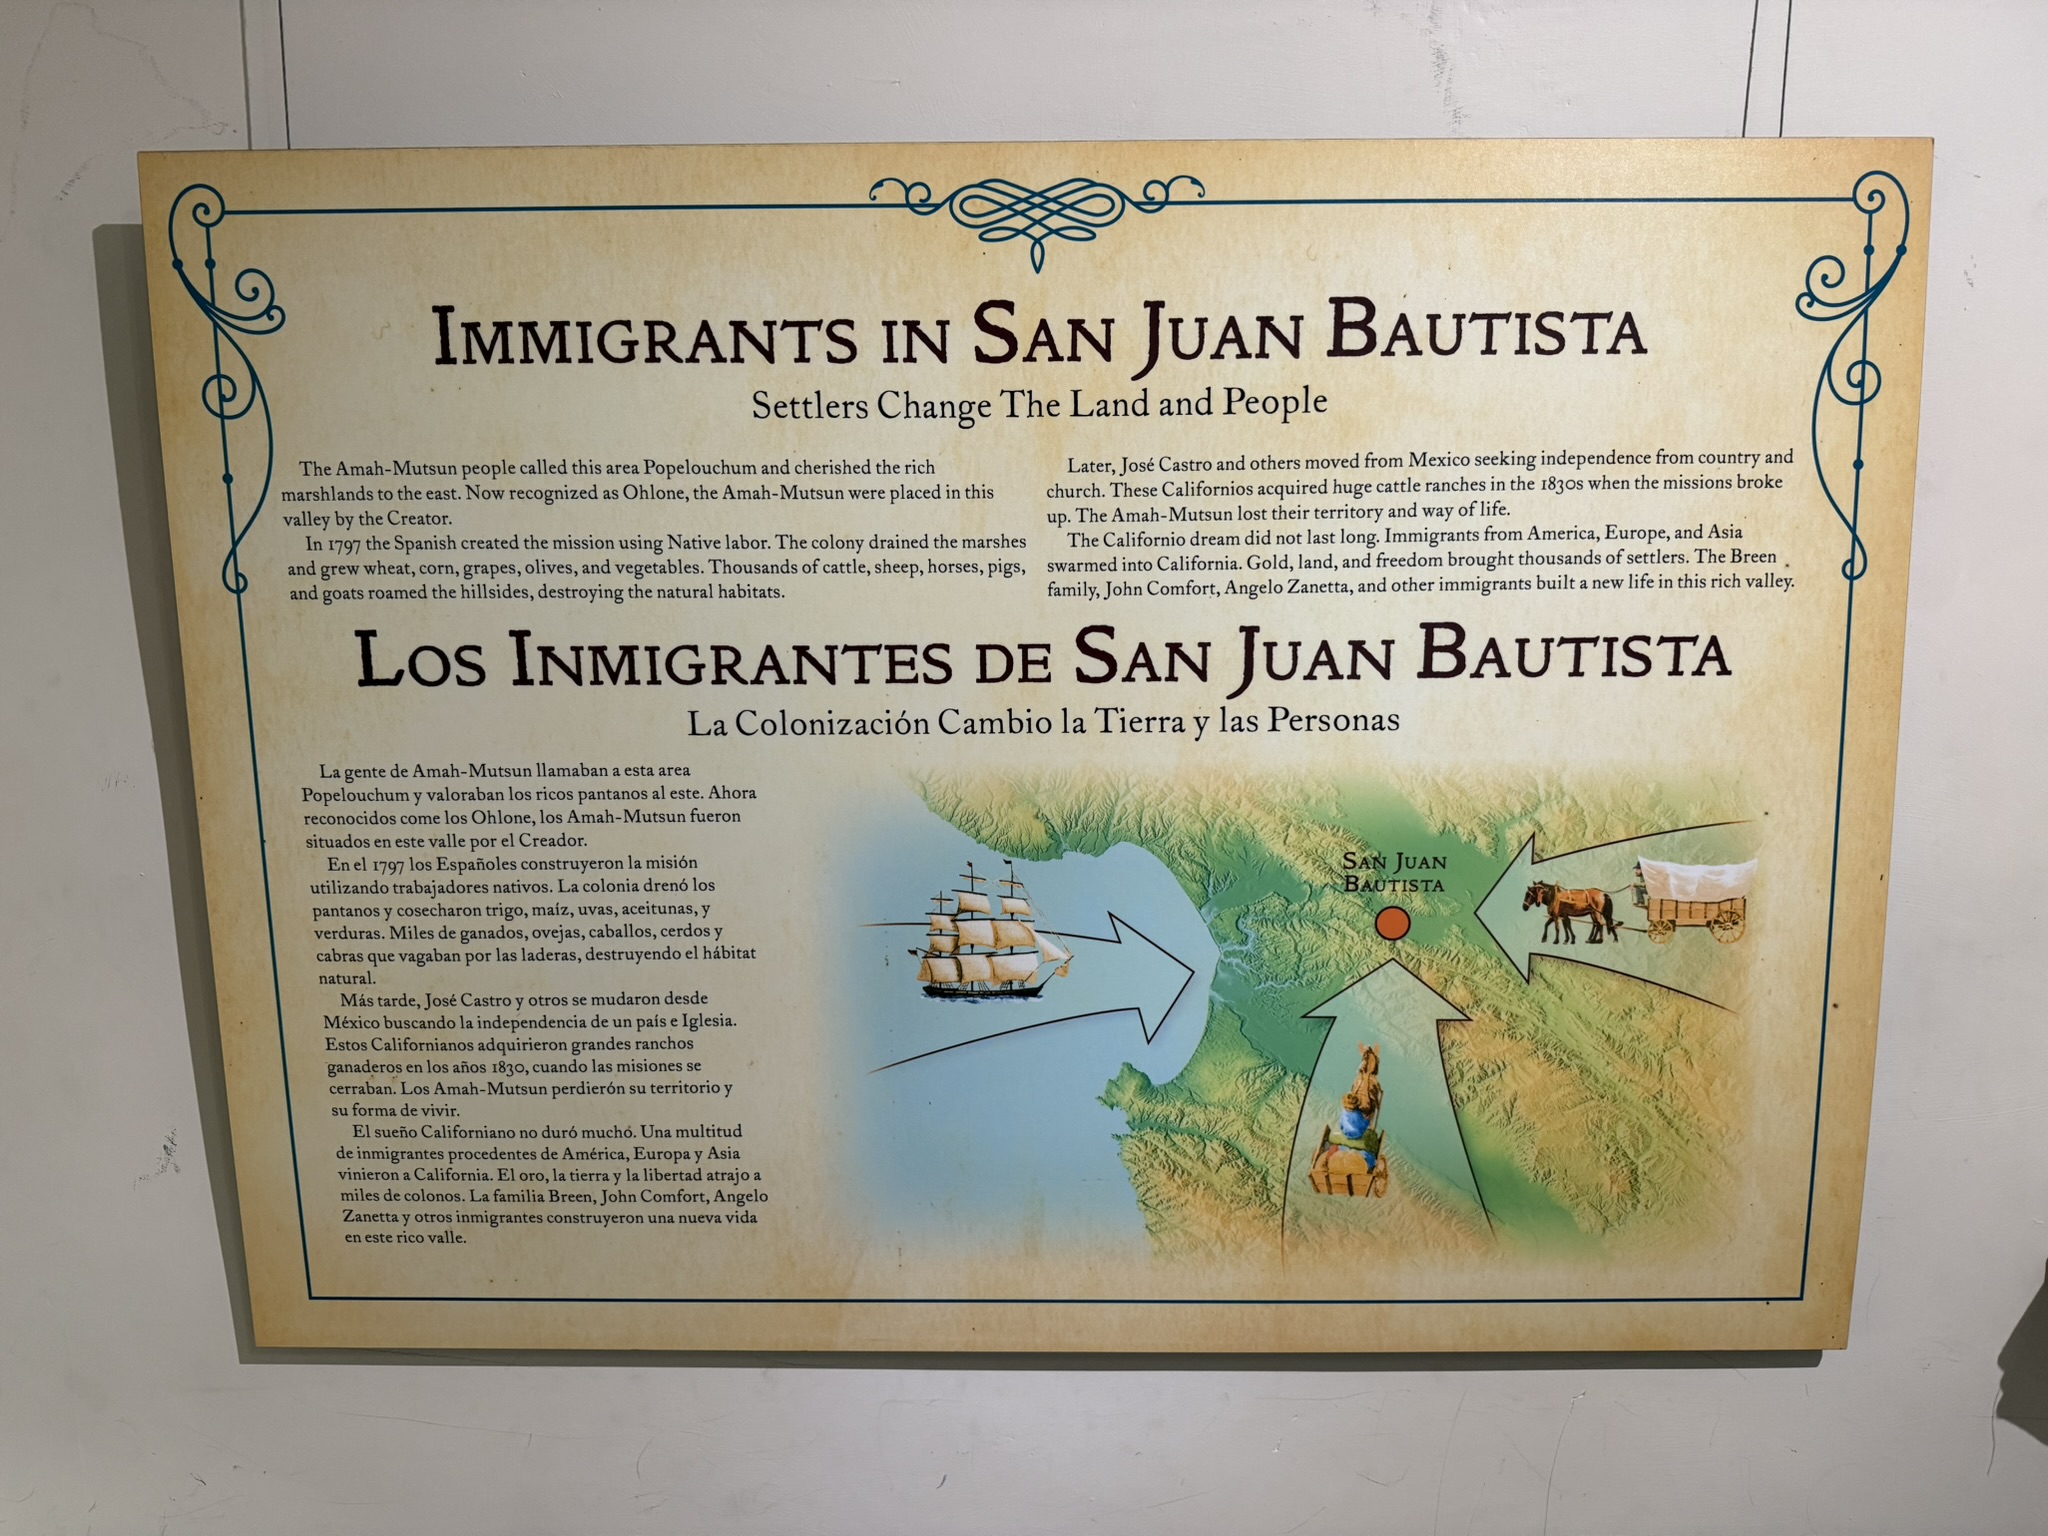 IMMIGRANTS IN SAN JUAN BAUTISTA
Settlers Change The Land and People
The Amah-Mutsun people called this area Popelouchum and cherished the rich
marshlands to the east. Now recognized as Ohlone, the Amah-Mutsun were placed in this
valley by the Creator.
In 1797 the Spanish created the mission using Native labor. The colony drained the marshes
and grew wheat, corn, grapes, olives, and vegetables. Thousands of cattle, sheep, horses, pigs,
and goats roamed the hillsides, destroying the natural habitats.
Later, José Castro and others moved from Mexico seeking independence from country and
church. These Californios acquired huge cattle ranches in the 1830s when the missions broke
up. The Amah-Mutsun lost their territory and way of life.
The Californio dream did not last long. Immigrants from America, Europe, and Asia
swarmed into California. Gold, land, and freedom brought thousands of settlers. The Breen
family, John Comfort, Angelo Zanetta, and other immigrants built a new life in this rich valley.
LOS INMIGRANTES DE SAN JUAN BAUTISTA
La Colonización Cambio la Tierra y las Personas
La gente de Amah-Mutsun llamaban a esta area
Popelouchum y valoraban los ricos pantanos al este. Ahora
reconocidos come los Ohlone, los Amah-Mutsun fueron
situados en este valle por el Creador.
En el 1797 los Españoles construyeron la misión
utilizando trabajadores nativos. La colonia drenó los
pantanos y cosecharon trigo, maíz, uvas, aceitunas, y
verduras. Miles de ganados, ovejas, caballos, cerdos y
cabras que vagaban por las laderas, destruyendo el hábitat
natural.
Más tarde, José Castro y otros se mudaron desde
México buscando la independencia de un país e Iglesia.
Estos Californianos adquirieron grandes ranchos
ganaderos en los años 1830, cuando las misiones se
cerraban. Los Amah-Mutsun perdierón su territorio y
su forma de vivir.
El sueño Californiano no duró muchó. Una multitud
de inmigrantes procedentes de América, Europa y Asia
vinieron a California. El oro, la tierra y la libertad atrajo a
miles de colonos. La familia Breen, John Comfort, Angelo
Zanetta y otros inmigrantes construyeron una nueva vida
en este rico valle.
SAN JUAN
BAUTISTA